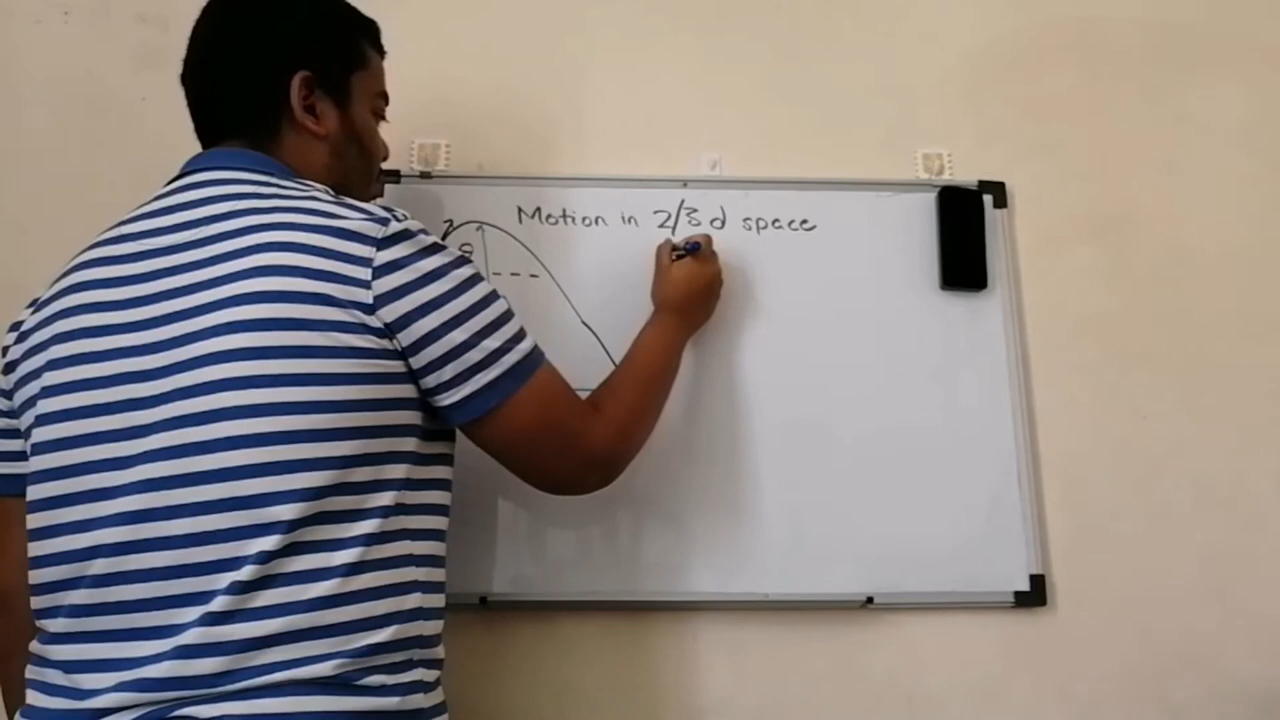 Motion in 2/3 d space
θ